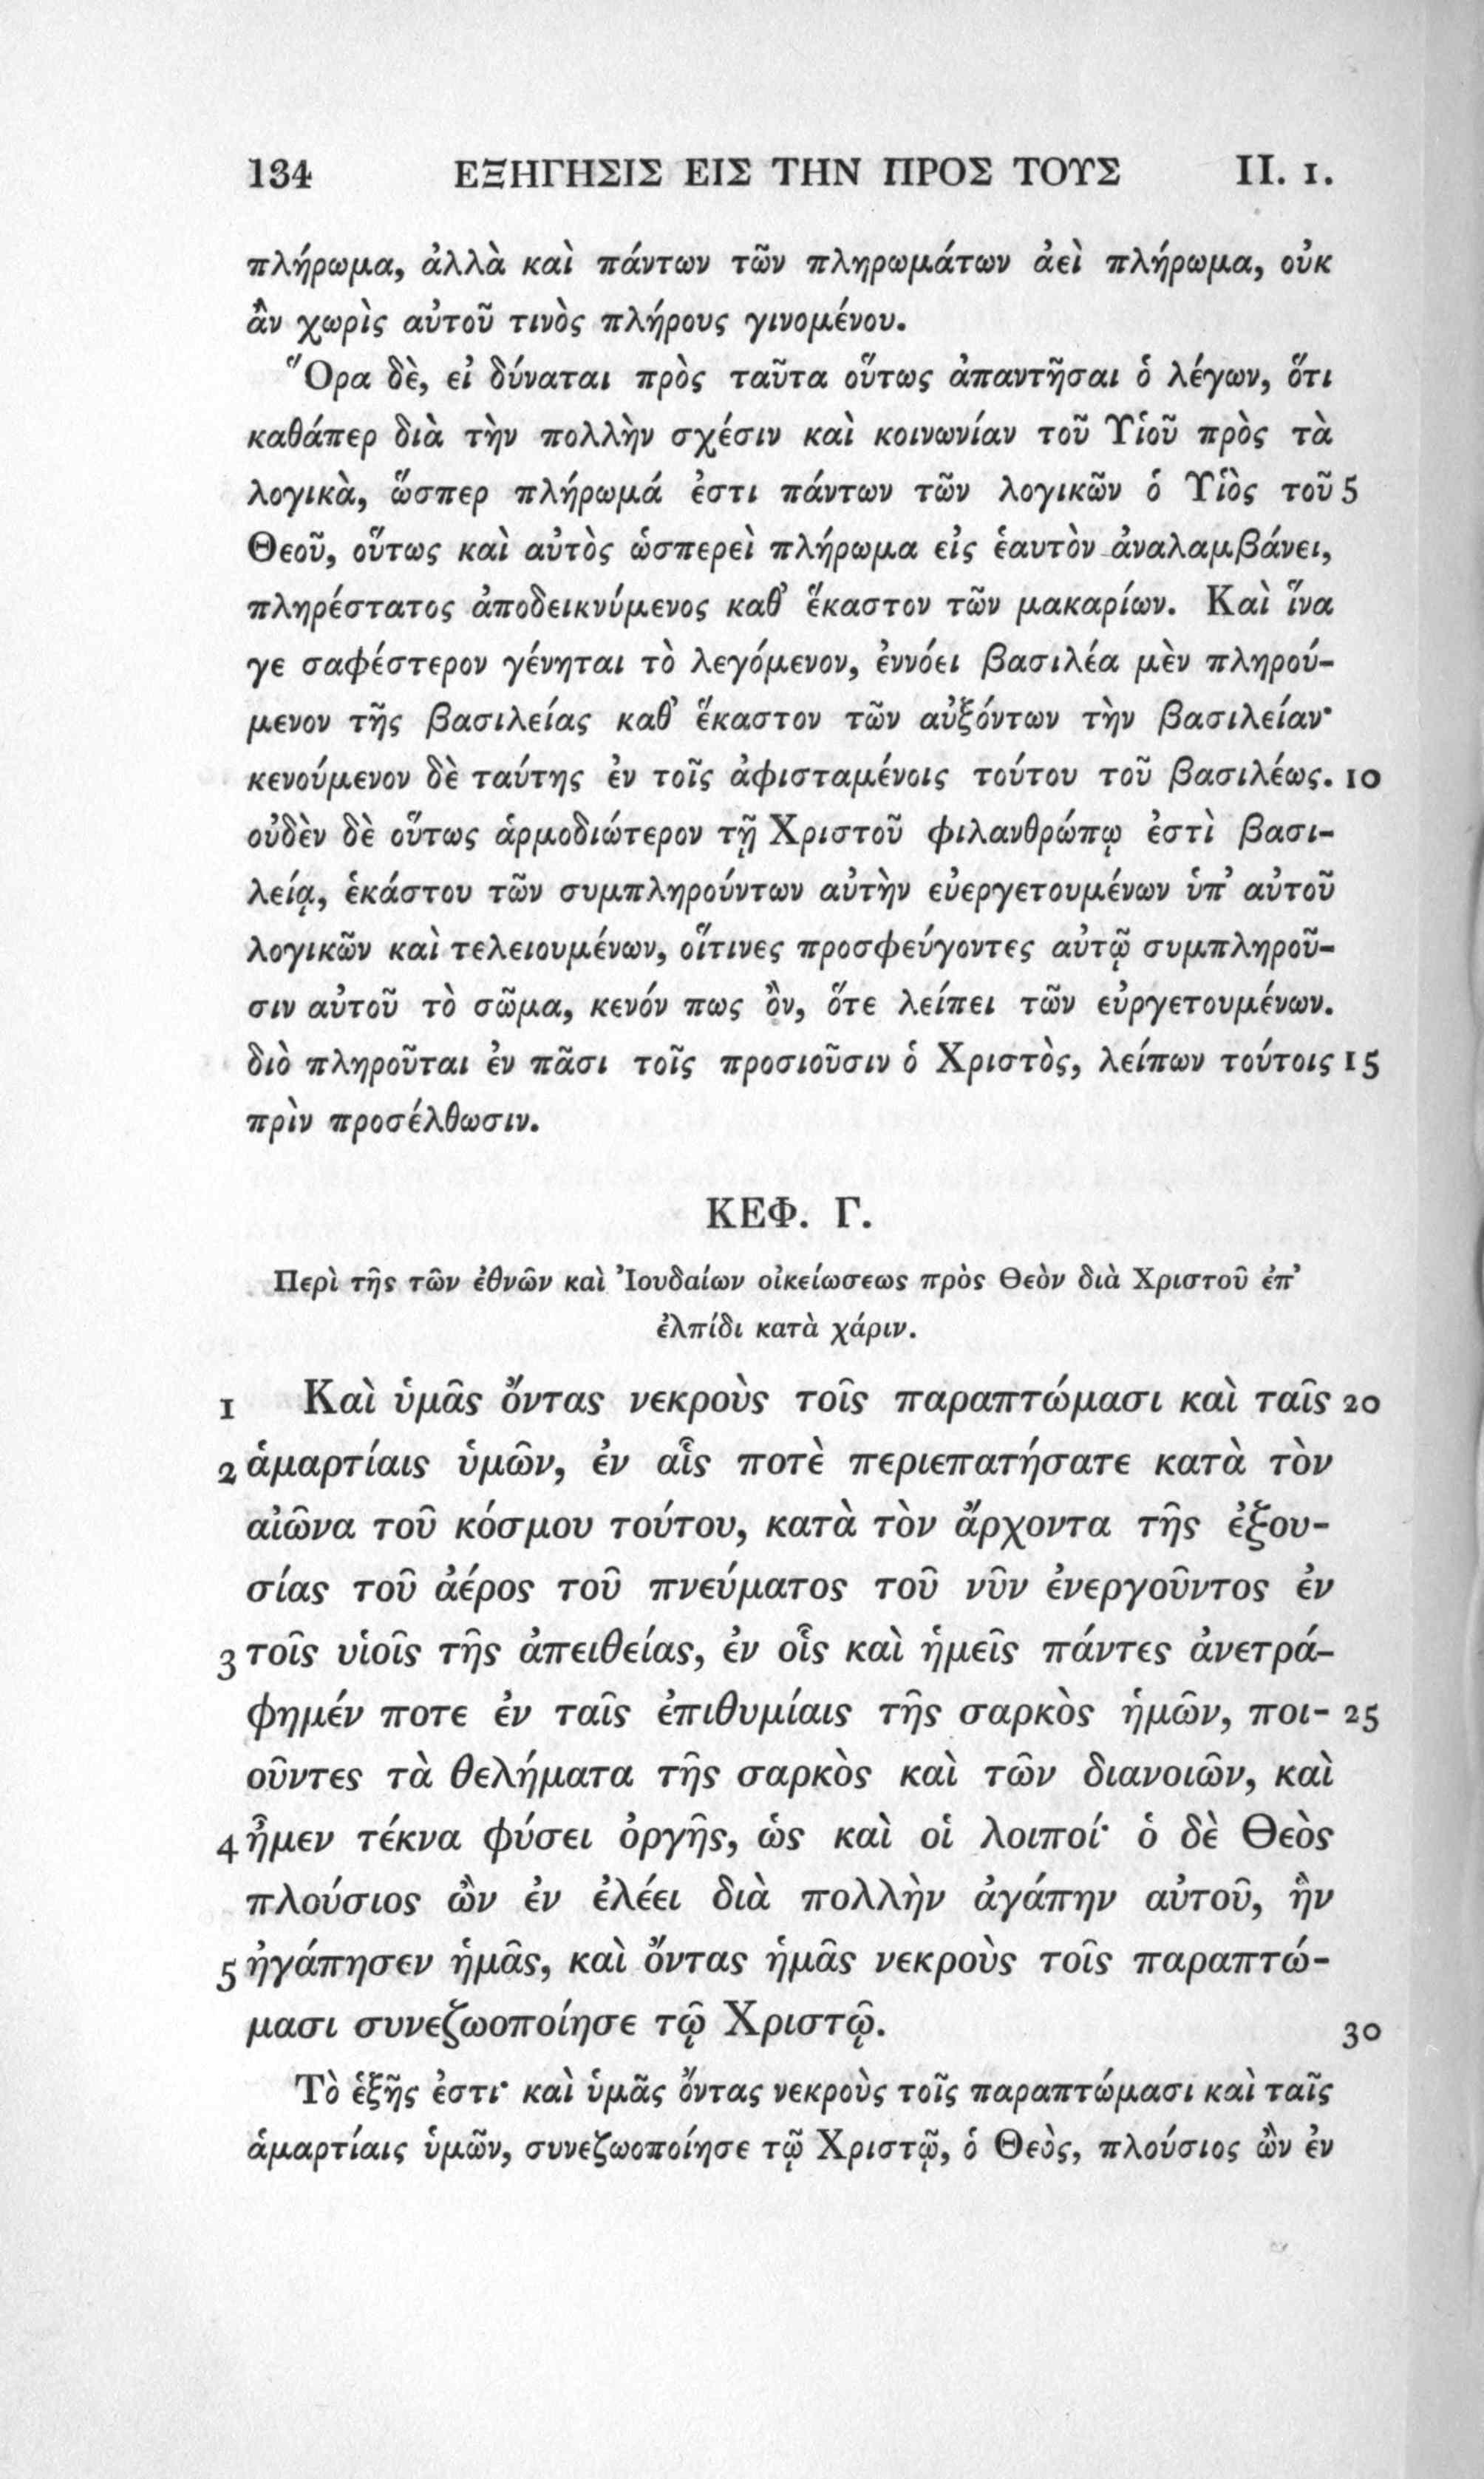 134 ΕΞΗΓΗΣΙΣ ΕΙΣ ΤΗΝ ΠΡΟΣ ΤΟΥΣ II. 1.
πλήρωμα, ἀλλὰ καὶ πάντων τῶν πληρωμάτων ἀεὶ πλήρωμα, οὐκ
ἂν χωρὶς αὐτοῦ τινὸς πλήρους γινομένου.
Ὅρα δὲ, εἰ δύναται πρὸς ταῦτα οὕτως ἀπαντῆσαι ὁ λέγων, ὅτι
καθάπερ διὰ τὴν πολλὴν σχέσιν καὶ κοινωνίαν τοῦ Υἱοῦ πρὸς τὰ
λογικὰ, ὥσπερ πλήρωμά ἐστι πάντων τῶν λογικῶν ὁ Υἱὸς τοῦ 5
Θεοῦ, οὕτως καὶ αὐτὸς ὡσπερεὶ πλήρωμα εἰς ἑαυτὸν ἀναλαμβάνει,
πληρέστατος ἀποδεικνύμενος καθ’ ἕκαστον τῶν μακαρίων. Καὶ ἵνα
γε σαφέστερον γένηται τὸ λεγόμενον, ἐννόει βασιλέα μὲν πληρού-
μενον τῆς βασιλείας καθ’ ἕκαστον τῶν αὐξόντων τὴν βασιλείαν·
κενούμενον δὲ ταύτης ἐν τοῖς ἀφισταμένοις τούτου τοῦ βασιλέως. 10
οὐδὲν δὲ οὕτως ἁρμοδιώτερον τῇ Χριστοῦ φιλανθρώπῳ ἐστὶ βασι-
λείᾳ, ἑκάστου τῶν συμπληρούντων αὐτὴν εὐεργετουμένων ὑπ’ αὐτοῦ
λογικῶν καὶ τελειουμένων, οἵτινες προσφεύγοντες αὐτῷ συμπληροῦ-
σιν αὐτοῦ τὸ σῶμα, κενόν πως ὂν, ὅτε λείπει τῶν εὐργετουμένων.
διὸ πληροῦται ἐν πᾶσι τοῖς προσιοῦσιν ὁ Χριστὸς, λείπων τούτοις 15
πρὶν προσέλθωσιν.
ΚΕΦ. Γ.
Περὶ τῆς τῶν ἐθνῶν καὶ Ἰουδαίων οἰκείωσεως πρὸς Θεὸν διὰ Χριστοῦ ἐπ’
ἐλπίδι κατὰ χάριν.
1 Καὶ ὑμᾶς ὄντας νεκροὺς τοῖς παραπτώμασι καὶ ταῖς 20
2 ἁμαρτίαις ὑμῶν, ἐν αἷς ποτὲ περιεπατήσατε κατὰ τὸν
αἰῶνα τοῦ κόσμου τούτου, κατὰ τὸν ἄρχοντα τῆς ἐξου-
σίας τοῦ ἀέρος τοῦ πνεύματος τοῦ νῦν ἐνεργοῦντος ἐν
3 τοῖς υἱοῖς τῆς ἀπειθείας, ἐν οἷς καὶ ἡμεῖς πάντες ἀνετρά-
φημέν ποτε ἐν ταῖς ἐπιθυμίαις τῆς σαρκὸς ἡμῶν, ποι- 25
οῦντες τὰ θελήματα τῆς σαρκὸς καὶ τῶν διανοιῶν, καὶ
4 ἦμεν τέκνα φύσει ὀργῆς, ὡς καὶ οἱ λοιποί· ὁ δὲ Θεὸς
πλούσιος ὢν ἐν ἐλέει διὰ πολλὴν ἀγάπην αὐτοῦ, ἣν
5 ἠγάπησεν ἡμᾶς, καὶ ὄντας ἡμᾶς νεκροὺς τοῖς παραπτώ-
μασι συνεζωοποίησε τῷ Χριστῷ. 30
Τὸ ἑξῆς ἐστι· καὶ ὑμᾶς ὄντας νεκροὺς τοῖς παραπτώμασι καὶ ταῖς
ἁμαρτίαις ὑμῶν, συνεζωοποίησε τῷ Χριστῷ, ὁ Θεὸς, πλούσιος ὢν ἐν